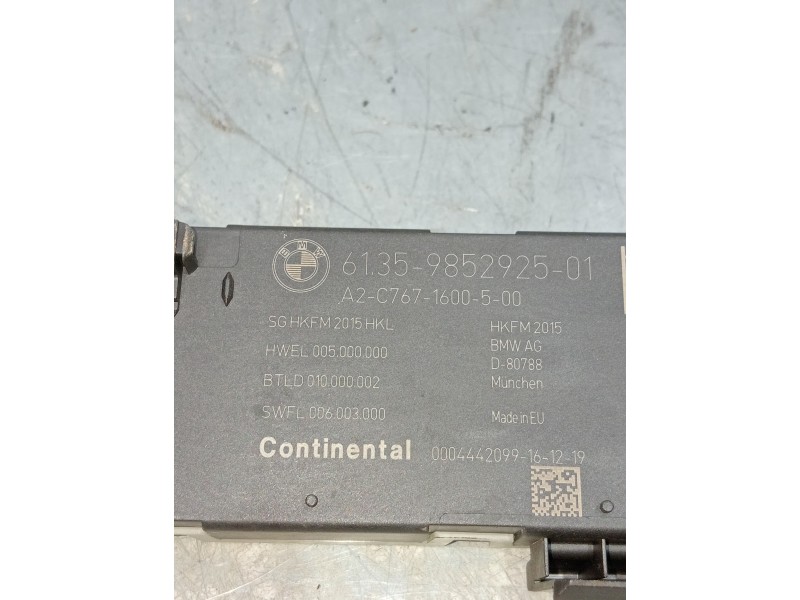 BMW
61.35-9852925-01
A2-C767-1600-5-00
SG HKFM 2015 HKL
HWEL 005.000.000
BTLD 010.000.002
SWFL 006.003.000
HKFM 2015
BMW AG
D-80788
München
Made in EU
Continental 0004442099-16-12-19